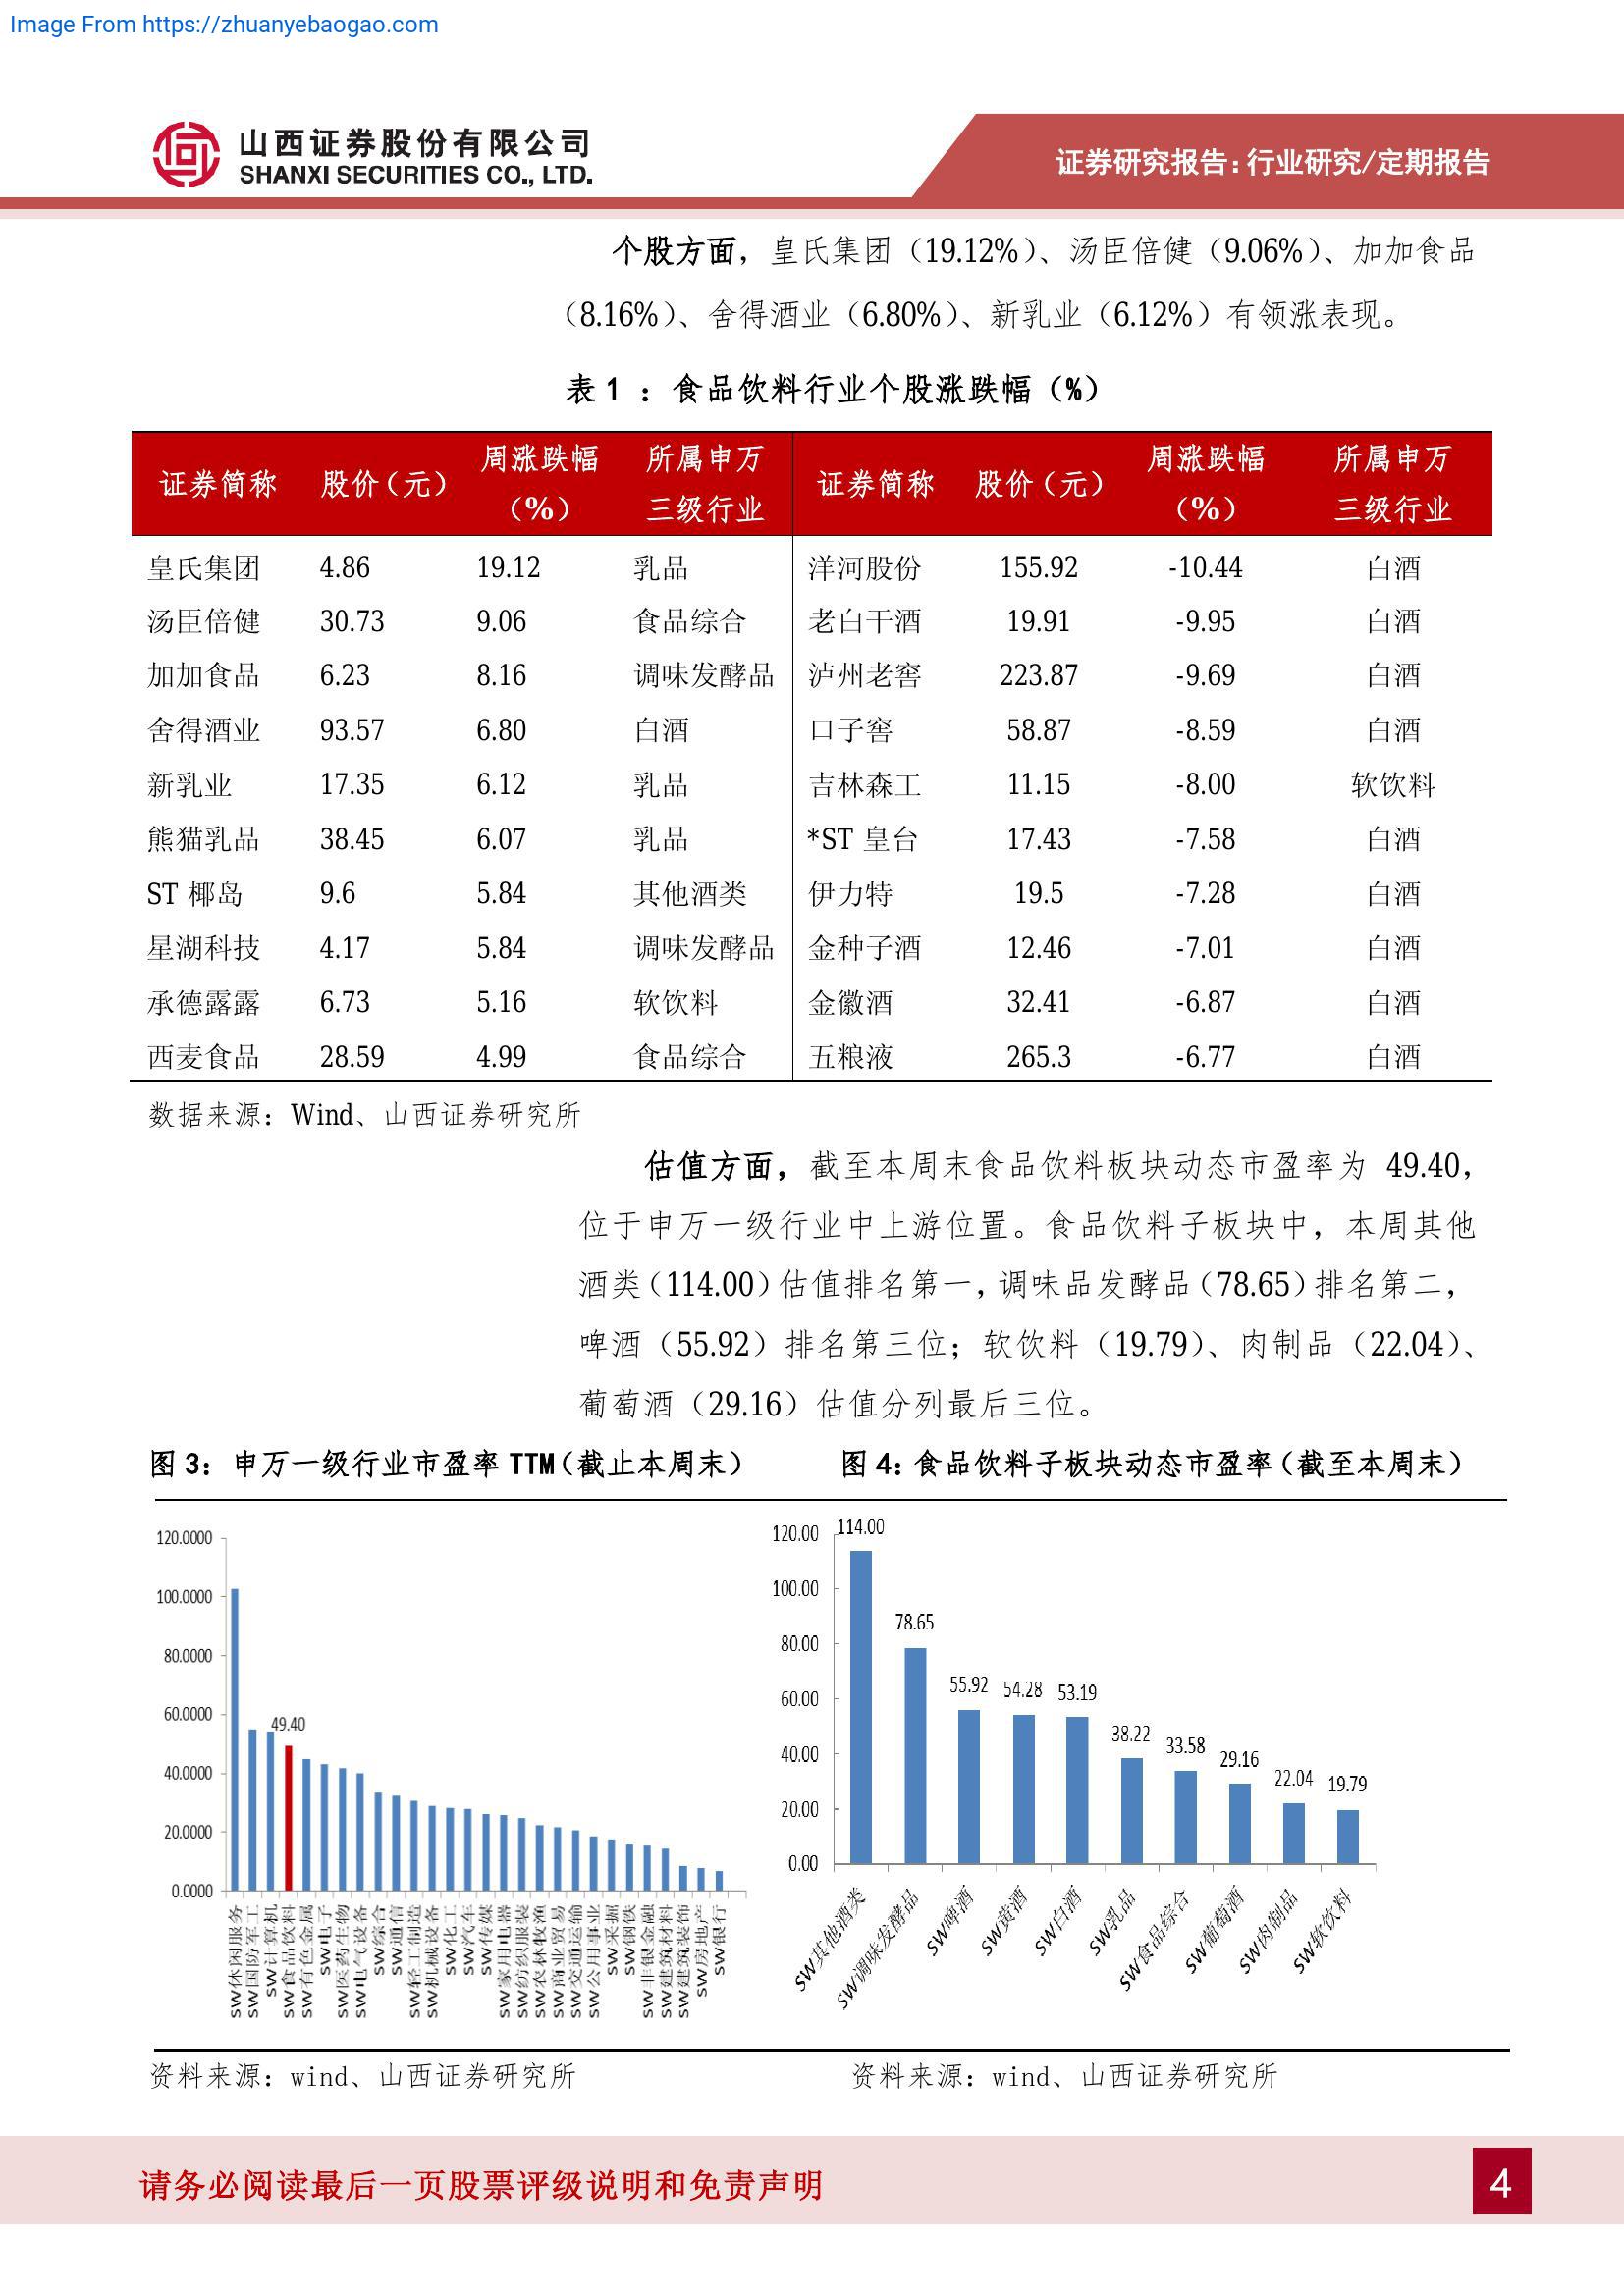 Image From https://zhuanyebaogao.com
山西证券股份有限公司
SHANXI SECURITIES CO., LTD.
证券研究报告：行业研究/定期报告
个股方面，皇氏集团（19.12%）、汤臣倍健（9.06%）、加加食品
（8.16%）、舍得酒业（6.80%）、新乳业（6.12%）有领涨表现。
表 1 ：食品饮料行业个股涨跌幅（%）
证券简称 股价（元） 周涨跌幅（%） 所属申万三级行业 证券简称 股价（元） 周涨跌幅（%） 所属申万三级行业
皇氏集团 4.86 19.12 乳品 洋河股份 155.92 -10.44 白酒
汤臣倍健 30.73 9.06 食品综合 老白干酒 19.91 -9.95 白酒
加加食品 6.23 8.16 调味发酵品 泸州老窖 223.87 -9.69 白酒
舍得酒业 93.57 6.80 白酒 口子窖 58.87 -8.59 白酒
新乳业 17.35 6.12 乳品 吉林森工 11.15 -8.00 软饮料
熊猫乳品 38.45 6.07 乳品 *ST 皇台 17.43 -7.58 白酒
ST 椰岛 9.6 5.84 其他酒类 伊力特 19.5 -7.28 白酒
星湖科技 4.17 5.84 调味发酵品 金种子酒 12.46 -7.01 白酒
承德露露 6.73 5.16 软饮料 金徽酒 32.41 -6.87 白酒
西麦食品 28.59 4.99 食品综合 五粮液 265.3 -6.77 白酒
数据来源：Wind、山西证券研究所
估值方面，截至本周末食品饮料板块动态市盈率为 49.40，
位于申万一级行业中上游位置。食品饮料子板块中，本周其他
酒类（114.00）估值排名第一，调味品发酵品（78.65）排名第二，
啤酒（55.92）排名第三位；软饮料（19.79）、肉制品（22.04）、
葡萄酒（29.16）估值分列最后三位。
图 3：申万一级行业市盈率 TTM（截止本周末）
图 4：食品饮料子板块动态市盈率（截至本周末）
120.0000
100.0000
80.0000
60.0000
40.0000
20.0000
0.0000
49.40
SW休闲服务
SW国防军工
SW计算机
SW食品饮料
SW有色金属
SW电子
SW医药生物
SW电气设备
SW综合
SW通信
SW轻工制造
SW机械设备
SW化工
SW汽车
SW传媒
SW家用电器
SW纺织服装
SW农林牧渔
SW商业贸易
SW交通运输
SW公用事业
SW采掘
SW钢铁
SW非银金融
SW建筑材料
SW建筑装饰
SW房地产
SW银行
120.00
100.00
80.00
60.00
40.00
20.00
0.00
114.00
78.65
55.92
54.28
53.19
38.22
33.58
29.16
22.04
19.79
SW其他酒类
SW调味发酵品
SW啤酒
SW黄酒
SW白酒
SW乳品
SW食品综合
SW葡萄酒
SW肉制品
SW软饮料
资料来源：wind、山西证券研究所
资料来源：wind、山西证券研究所
请务必阅读最后一页股票评级说明和免责声明
4